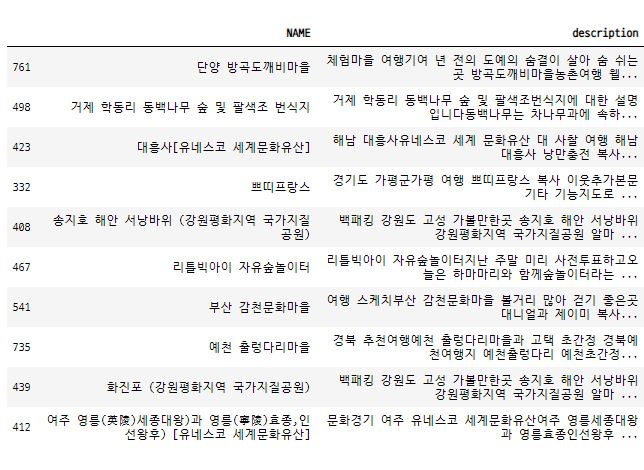 NAME description
761 단양 방곡도깨비마을 체험마을 여행기여 년 전의 도예의 숨결이 살아 숨 쉬는
곳 방곡도깨비마을농촌여행 웰...
498 거제 학동리 동백나무 숲 및 팔색조 번식지 거제 학동리 동백나무 숲 및 팔색조번식지에 대한 설명
입니다동백나무는 차나무과에 속하...
423 대흥사[유네스코 세계문화유산] 해남 대흥사유네스코 세계 문화유산 대 사찰 여행 해남
대흥사 낭만충전 복사...
332 쁘띠프랑스 경기도 가평군가평 여행 쁘띠프랑스 복사 이웃추가본문
기타 기능지도로 ...
408 송지호 해안 서낭바위 (강원평화지역 국가지질 백패킹 강원도 고성 가볼만한곳 송지호 해안 서낭바위
공원) 강원평화지역 국가지질공원 알마 ...
467 리틀빅아이 자유숲놀이터 리틀빅아이 자유숲놀이터지난 주말 미리 사전투표하고오
늘은 하마마리와 함께숲놀이터라는 ...
541 부산 감천문화마을 여행 스케치부산 감천문화마을 볼거리 많아 걷기 좋은곳
대니얼과 제이미 복사...
735 예천 출렁다리마을 경북 추천여행예천 출렁다리마을과 고택 초간정 경북예
천여행지 예천출렁다리 예천초간정...
439 화진포 (강원평화지역 국가지질공원) 백패킹 강원도 고성 가볼만한곳 송지호 해안 서낭바위
강원평화지역 국가지질공원 알마 ...
412 여주 영릉(英陵)세종대왕)과 영릉(寧陵)효종,인 문화경기 여주 유네스코 세계문화유산여주 영릉세종대왕
선왕후) [유네스코 세계문화유산] 과 영릉효종인선왕후 ...